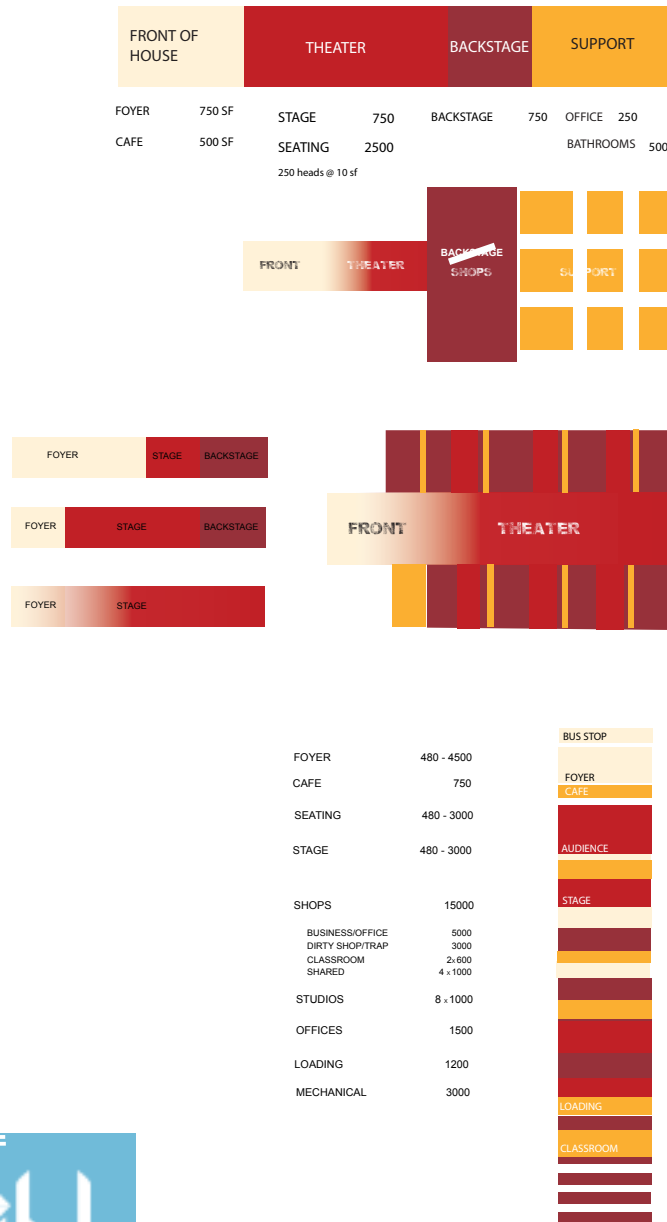 FRONT OF
HOUSE
THEATER
BACKSTAGE
SUPPORT
FOYER 750 SF
STAGE 750
BACKSTAGE 750
OFFICE 250
CAFE 500 SF
SEATING 2500
BATHROOMS 500
250 heads @ 10 sf
FRONT
THEATER
BACKSTAGE
SHOPS
SUPPORT
FOYER STAGE BACKSTAGE
FOYER STAGE BACKSTAGE
FOYER STAGE
FRONT THEATER
FOYER 480 - 4500
CAFE 750
SEATING 480 - 3000
STAGE 480 - 3000
SHOPS 15000
BUSINESS/OFFICE 5000
DIRTY SHOP/TRAP 3000
CLASSROOM 2x600
SHARED 4 x1000
STUDIOS 8 x1000
OFFICES 1500
LOADING 1200
MECHANICAL 3000
BUS STOP
FOYER
CAFE
AUDIENCE
STAGE
LOADING
CLASSROOM